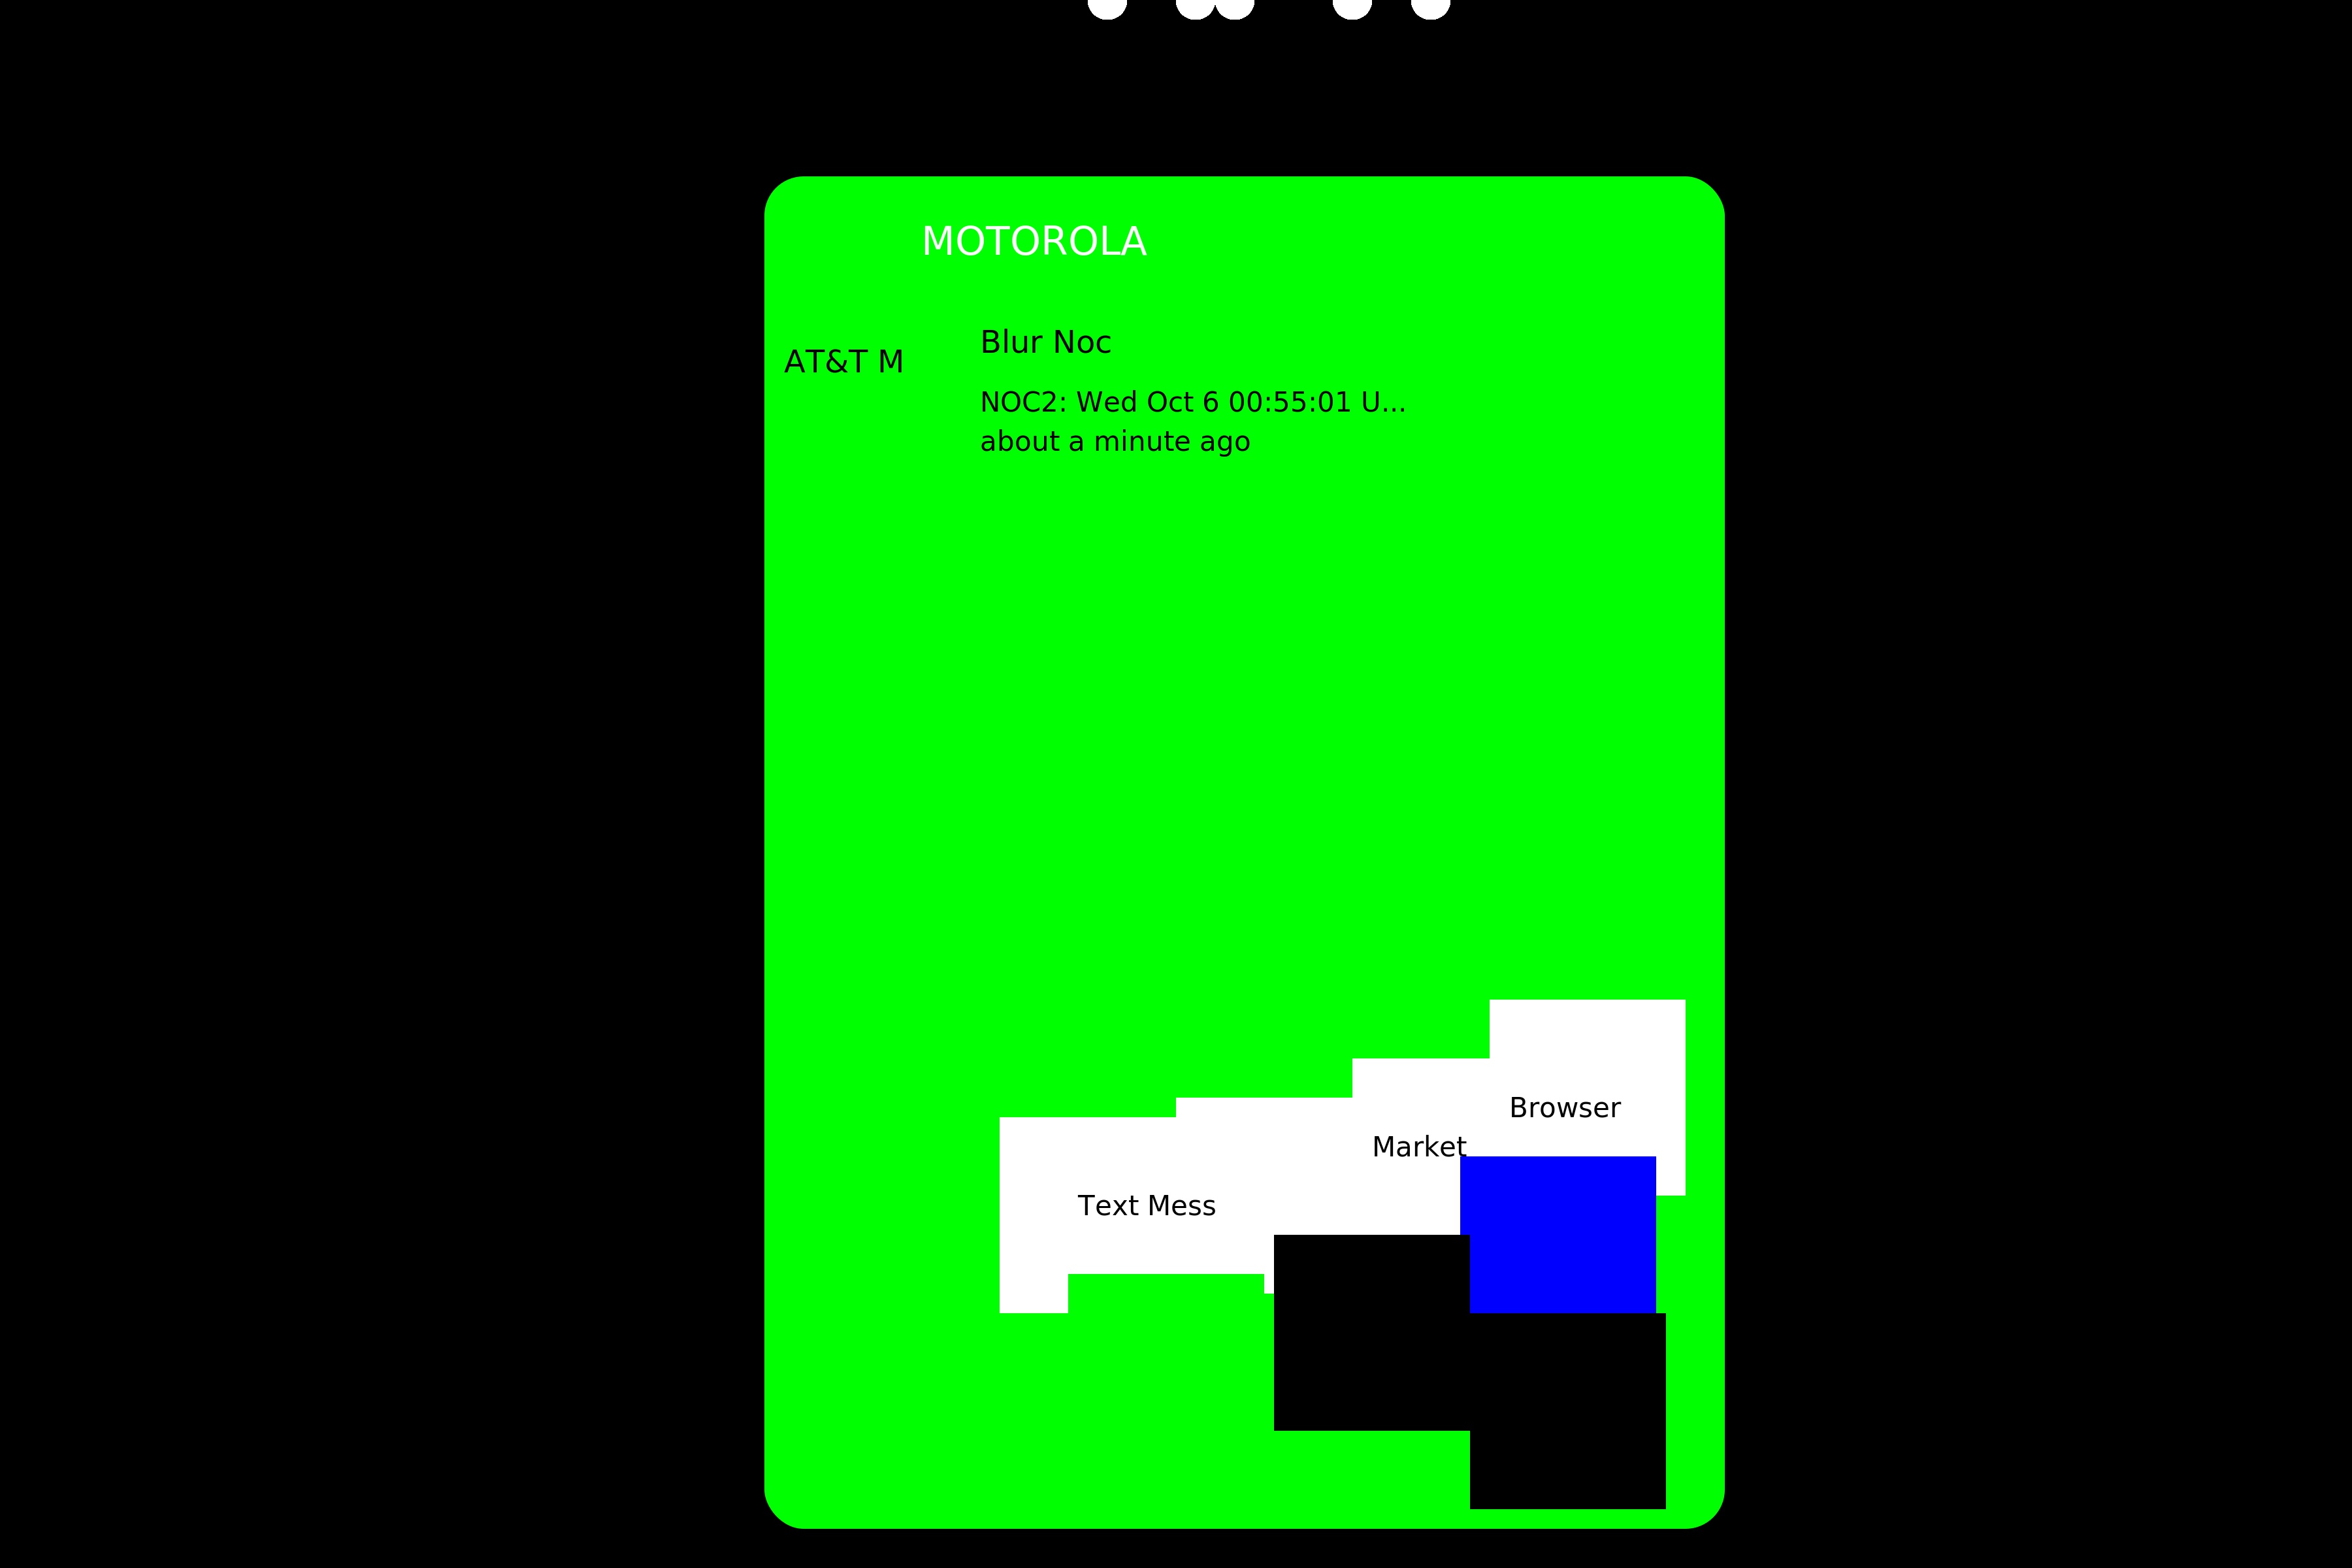 MOTOROLA
Blur Noc
AT&T M
NOC2: Wed Oct 6 00:55:01 U...
about a minute ago
Browser
Market
Text Mess